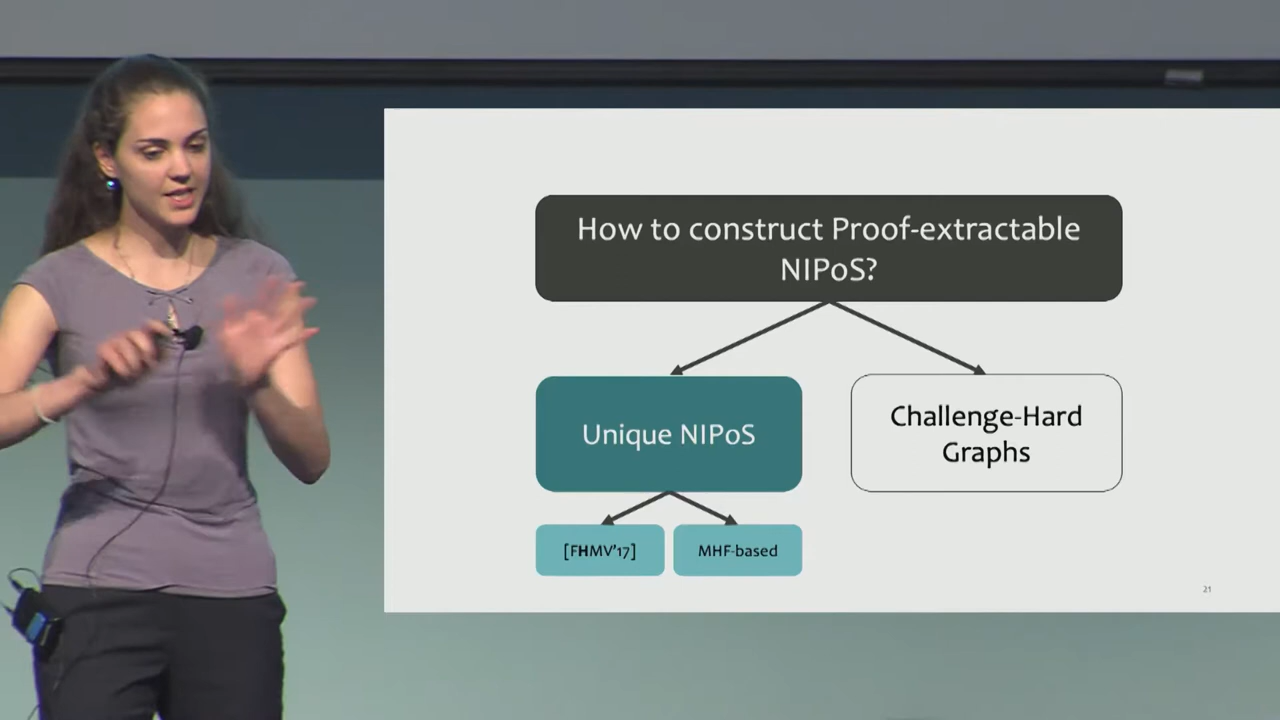 How to construct Proof-extractable
NIPoS?
Unique NIPoS
Challenge-Hard
Graphs
[FHMV'17]
MHF-based
21